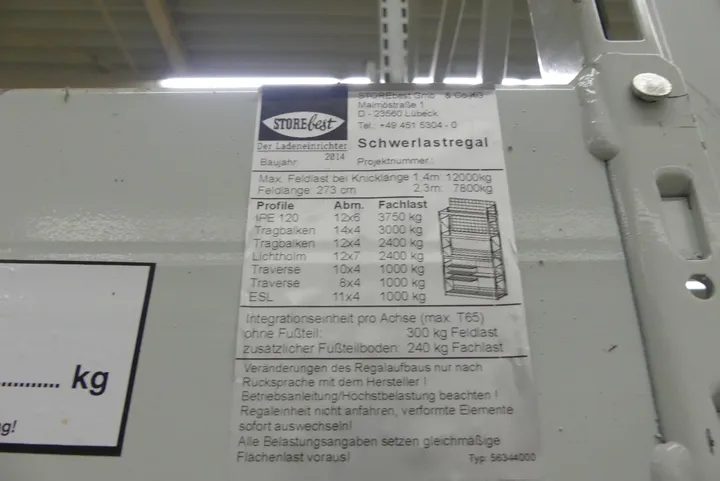 STOREbest
Der Ladeneinrichter
Baujahr: 2014
STOREbest GmbH & Co.KG
Malmöstraße 1
D - 23560 Lübeck
Tel.: +49 451 5304 - 0
Schwerlastregal
Projektnummer.:
Max. Feldlast bei Knicklänge 1.4m: 12000kg
Feldlänge: 273 cm 2.3m: 7800kg
Profile Abm. Fachlast
IPE 120 12x6 3750 kg
Tragbalken 14x4 3000 kg
Tragbalken 12x4 2400 kg
Lichtholm 12x7 2400 kg
Traverse 10x4 1000 kg
Traverse 8x4 1000 kg
ESL 11x4 1000 kg
Integrationseinheit pro Achse (max. T65)
ohne Fußteil: 300 kg Feldlast
zusätzlicher Fußteilboden: 240 kg Fachlast
Veränderungen des Regalaufbaus nur nach
Rücksprache mit dem Hersteller !
Betriebsanleitung/Höchstbelastung beachten !
Regaleinheit nicht anfahren, verformte Elemente
sofort auswechseln!
Alle Belastungsangaben setzen gleichmäßige
Flächenlast voraus!
Typ: 56344000
............ kg
g!